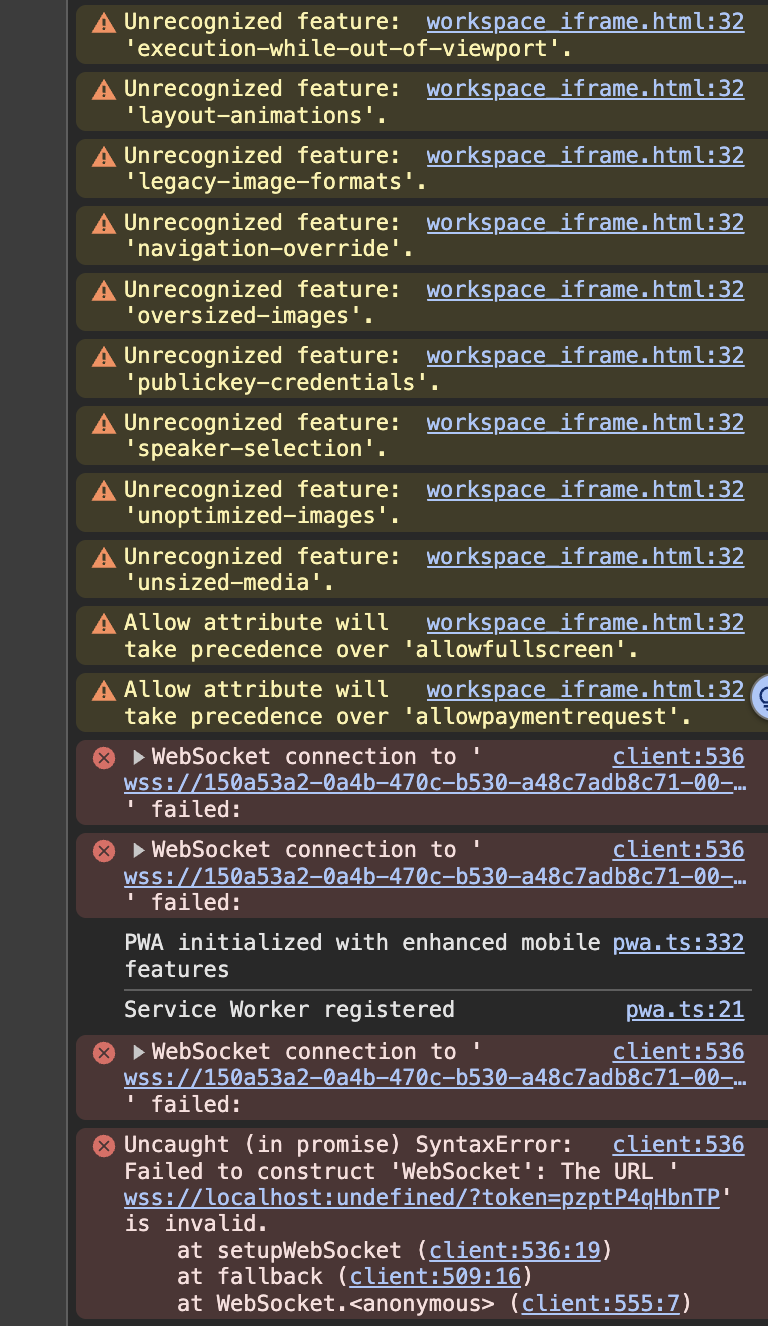 Unrecognized feature: workspace_iframe.html:32
'execution-while-out-of-viewport'.
Unrecognized feature: workspace_iframe.html:32
'layout-animations'.
Unrecognized feature: workspace_iframe.html:32
'legacy-image-formats'.
Unrecognized feature: workspace_iframe.html:32
'navigation-override'.
Unrecognized feature: workspace_iframe.html:32
'oversized-images'.
Unrecognized feature: workspace_iframe.html:32
'publickey-credentials'.
Unrecognized feature: workspace_iframe.html:32
'speaker-selection'.
Unrecognized feature: workspace_iframe.html:32
'unoptimized-images'.
Unrecognized feature: workspace_iframe.html:32
'unsized-media'.
Allow attribute will workspace_iframe.html:32
take precedence over 'allowfullscreen'.
Allow attribute will workspace_iframe.html:32
take precedence over 'allowpaymentrequest'.
WebSocket connection to ' client:536
wss://150a53a2-0a4b-470c-b530-a48c7adb8c71-00-…
' failed:
WebSocket connection to ' client:536
wss://150a53a2-0a4b-470c-b530-a48c7adb8c71-00-…
' failed:
PWA initialized with enhanced mobile pwa.ts:332
features
Service Worker registered pwa.ts:21
WebSocket connection to ' client:536
wss://150a53a2-0a4b-470c-b530-a48c7adb8c71-00-…
' failed:
Uncaught (in promise) SyntaxError: client:536
Failed to construct 'WebSocket': The URL '
wss://localhost:undefined/?token=pzptP4qHbnTP'
is invalid.
at setupWebSocket (client:536:19)
at fallback (client:509:16)
at WebSocket.<anonymous> (client:555:7)